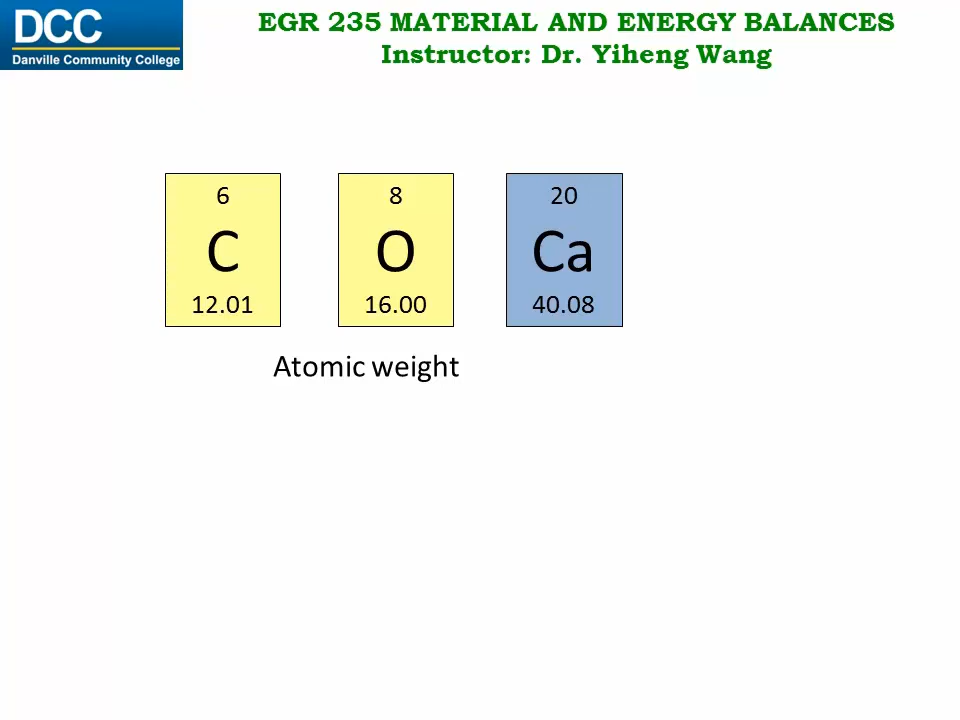 DCC
Danville Community College
EGR 235 MATERIAL AND ENERGY BALANCES
Instructor: Dr. Yiheng Wang
6 8 20
C O Ca
12.01 16.00 40.08
Atomic weight